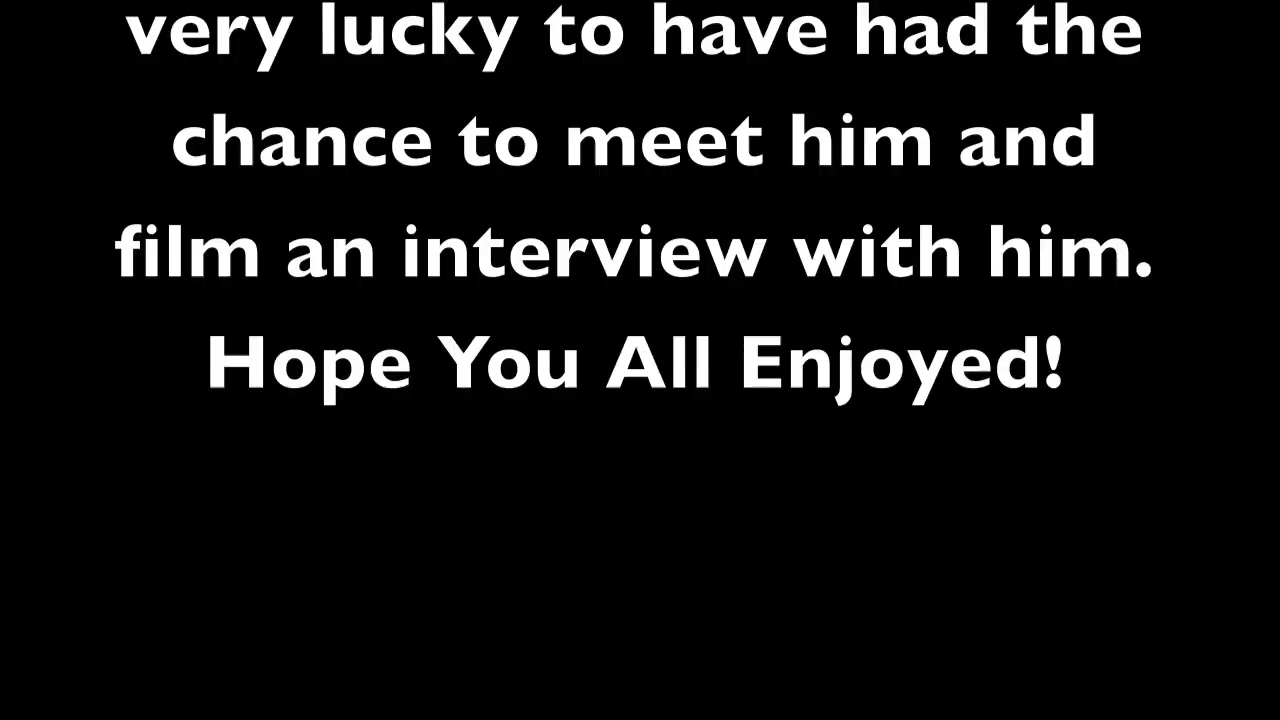 very lucky to have had the
chance to meet him and
film an interview with him.
Hope You All Enjoyed!